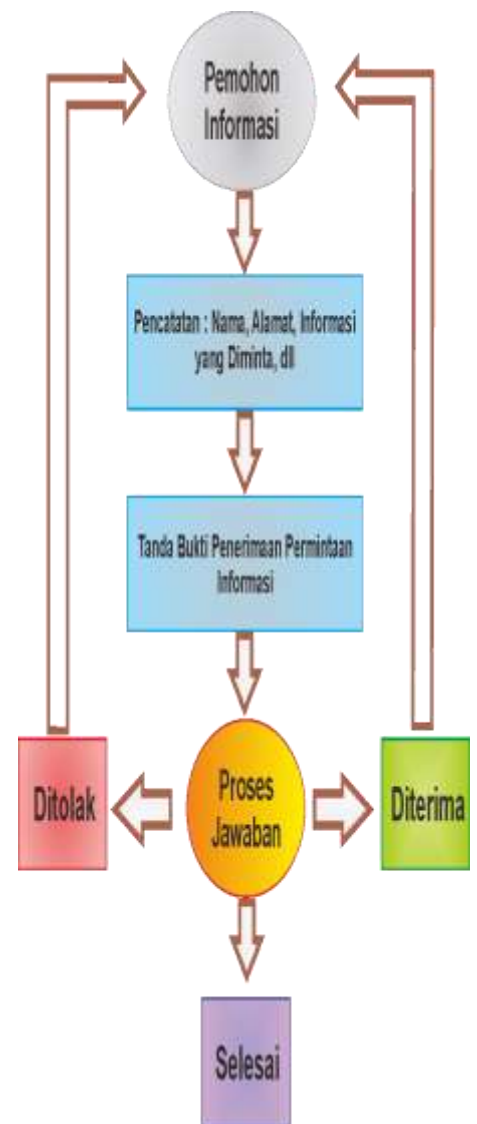 Pemohon
Informasi
Pencatatan : Nama, Alamat, Informasi
yang Diminta, dll
Tanda Bukti Penerimaan Permintaan
Informasi
Ditolak
Proses
Jawaban
Diterima
Selesai